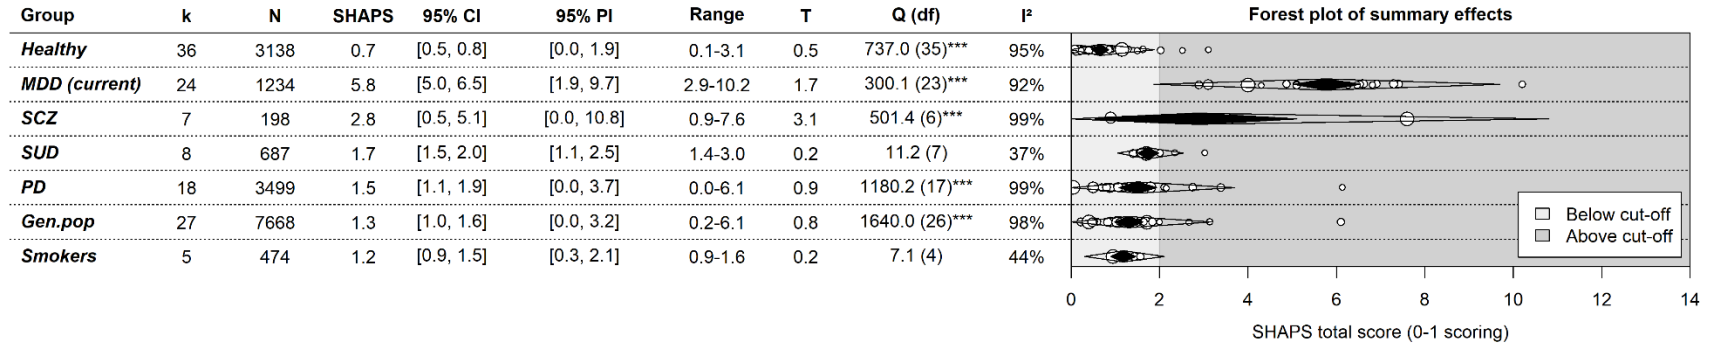 Group k N SHAPS 95% CI 95% PI Range T Q (df) I² Forest plot of summary effects
Healthy 36 3138 0.7 [0.5, 0.8] [0.0, 1.9] 0.1-3.1 0.5 737.0 (35)*** 95%
MDD (current) 24 1234 5.8 [5.0, 6.5] [1.9, 9.7] 2.9-10.2 1.7 300.1 (23)*** 92%
SCZ 7 198 2.8 [0.5, 5.1] [0.0, 10.8] 0.9-7.6 3.1 501.4 (6)*** 99%
SUD 8 687 1.7 [1.5, 2.0] [1.1, 2.5] 1.4-3.0 0.2 11.2 (7) 37%
PD 18 3499 1.5 [1.1, 1.9] [0.0, 3.7] 0.0-6.1 0.9 1180.2 (17)*** 99%
Gen.pop 27 7668 1.3 [1.0, 1.6] [0.0, 3.2] 0.2-6.1 0.8 1640.0 (26)*** 98%
Smokers 5 474 1.2 [0.9, 1.5] [0.3, 2.1] 0.9-1.6 0.2 7.1 (4) 44%
Below cut-off
Above cut-off
0 2 4 6 8 10 12 14
SHAPS total score (0-1 scoring)